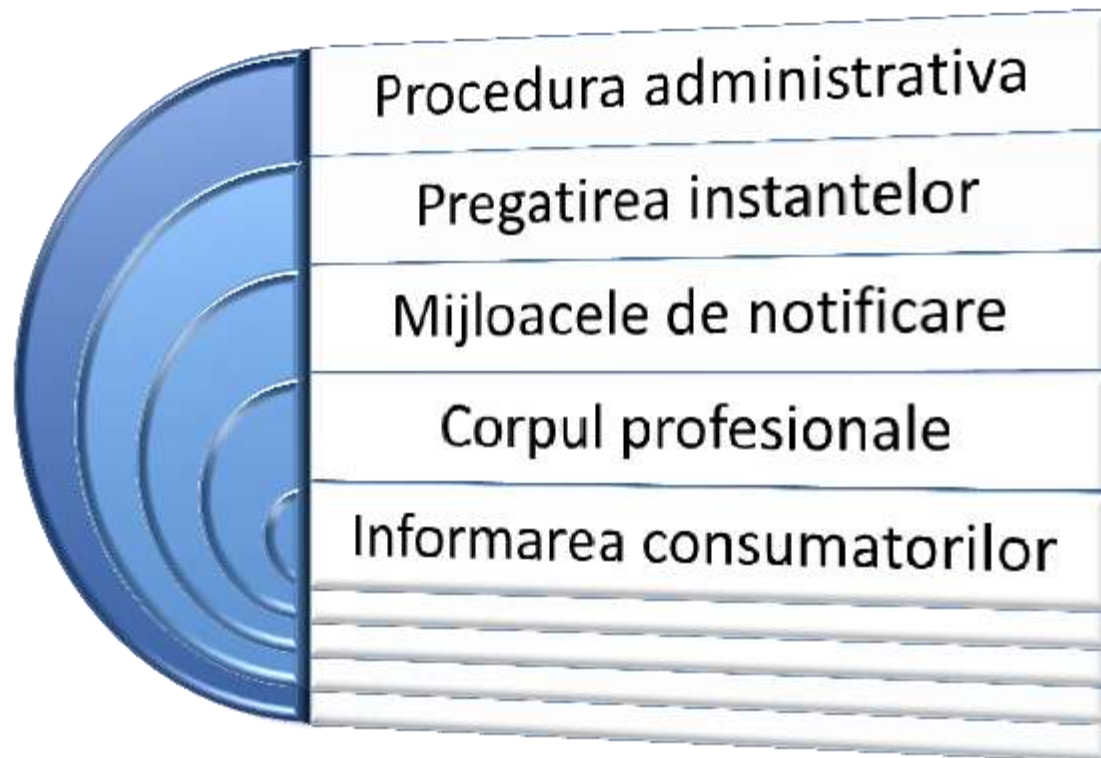 Procedura administrativa
Pregatirea instantelor
Mijloacele de notificare
Corpul profesionale
Informarea consumatorilor